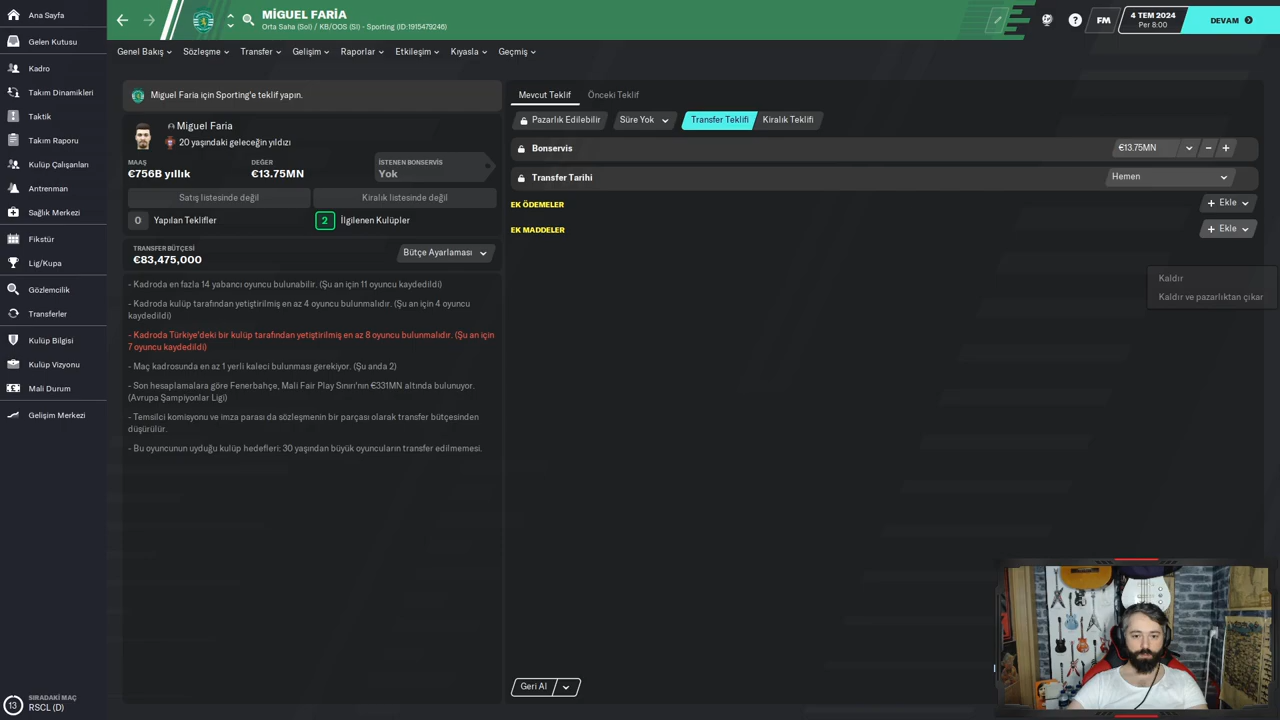 Ana Sayfa
Gelen Kutusu
Kadro
Takım Dinamikleri
Taktik
Takım Raporu
Kulüp Çalışanları
Antrenman
Sağlık Merkezi
Fikstür
Lig/Kupa
Gözlemcilik
Transferler
Kulüp Bilgisi
Kulüp Vizyonu
Mali Durum
Gelişim Merkezi
13
SIRADAKİ MAÇ
RSCL (D)
MİGUEL FARİA
Orta Saha (Sol) / KB/OOS (S) - Sporting (ID:1915479246)
FM
4 TEM 2024
Per 8:00
DEVAM
Genel Bakış
Sözleşme
Transfer
Gelişim
Raporlar
Etkileşim
Kıyasla
Geçmiş
Miguel Faria için Sporting'e teklif yapın.
Miguel Faria
20 yaşındaki geleceğin yıldızı
MAAŞ
€756B yıllık
DEĞER
€13.75MN
İSTENEN BONSERVİS
Yok
Satış listesinde değil
Kiralık listesinde değil
0 Yapılan Teklifler
2 İlgilenen Kulüpler
TRANSFER BÜTÇESİ
€83,475,000
Bütçe Ayarlaması
- Kadroda en fazla 14 yabancı oyuncu bulunabilir. (Şu an için 11 oyuncu kaydedildi)
- Kadroda kulüp tarafından yetiştirilmiş en az 4 oyuncu bulunmalıdır. (Şu an için 4 oyuncu
kaydedildi)
- Kadroda Türkiye'deki bir kulüp tarafından yetiştirilmiş en az 8 oyuncu bulunmalıdır. (Şu an için
7 oyuncu kaydedildi)
- Maç kadrosunda en az 1 yerli kaleci bulunması gerekiyor. (Şu anda 2)
- Son hesaplamalara göre Fenerbahçe, Mali Fair Play Sınırı'nın €331MN altında bulunuyor.
(Avrupa Şampiyonlar Ligi)
- Temsilci komisyonu ve imza parası da sözleşmenin bir parçası olarak transfer bütçesinden
düşürülür.
- Bu oyuncunun uyduğu kulüp hedefleri: 30 yaşından büyük oyuncuların transfer edilmemesi.
Mevcut Teklif
Önceki Teklif
Pazarlık Edilebilir
Süre Yok
Transfer Teklifi
Kiralık Teklifi
Bonservis
€13.75MN
Transfer Tarihi
Hemen
EK ÖDEMELER
Ekle
EK MADDELER
Ekle
Kaldır
Kaldır ve pazarlıktan çıkar
Geri Al